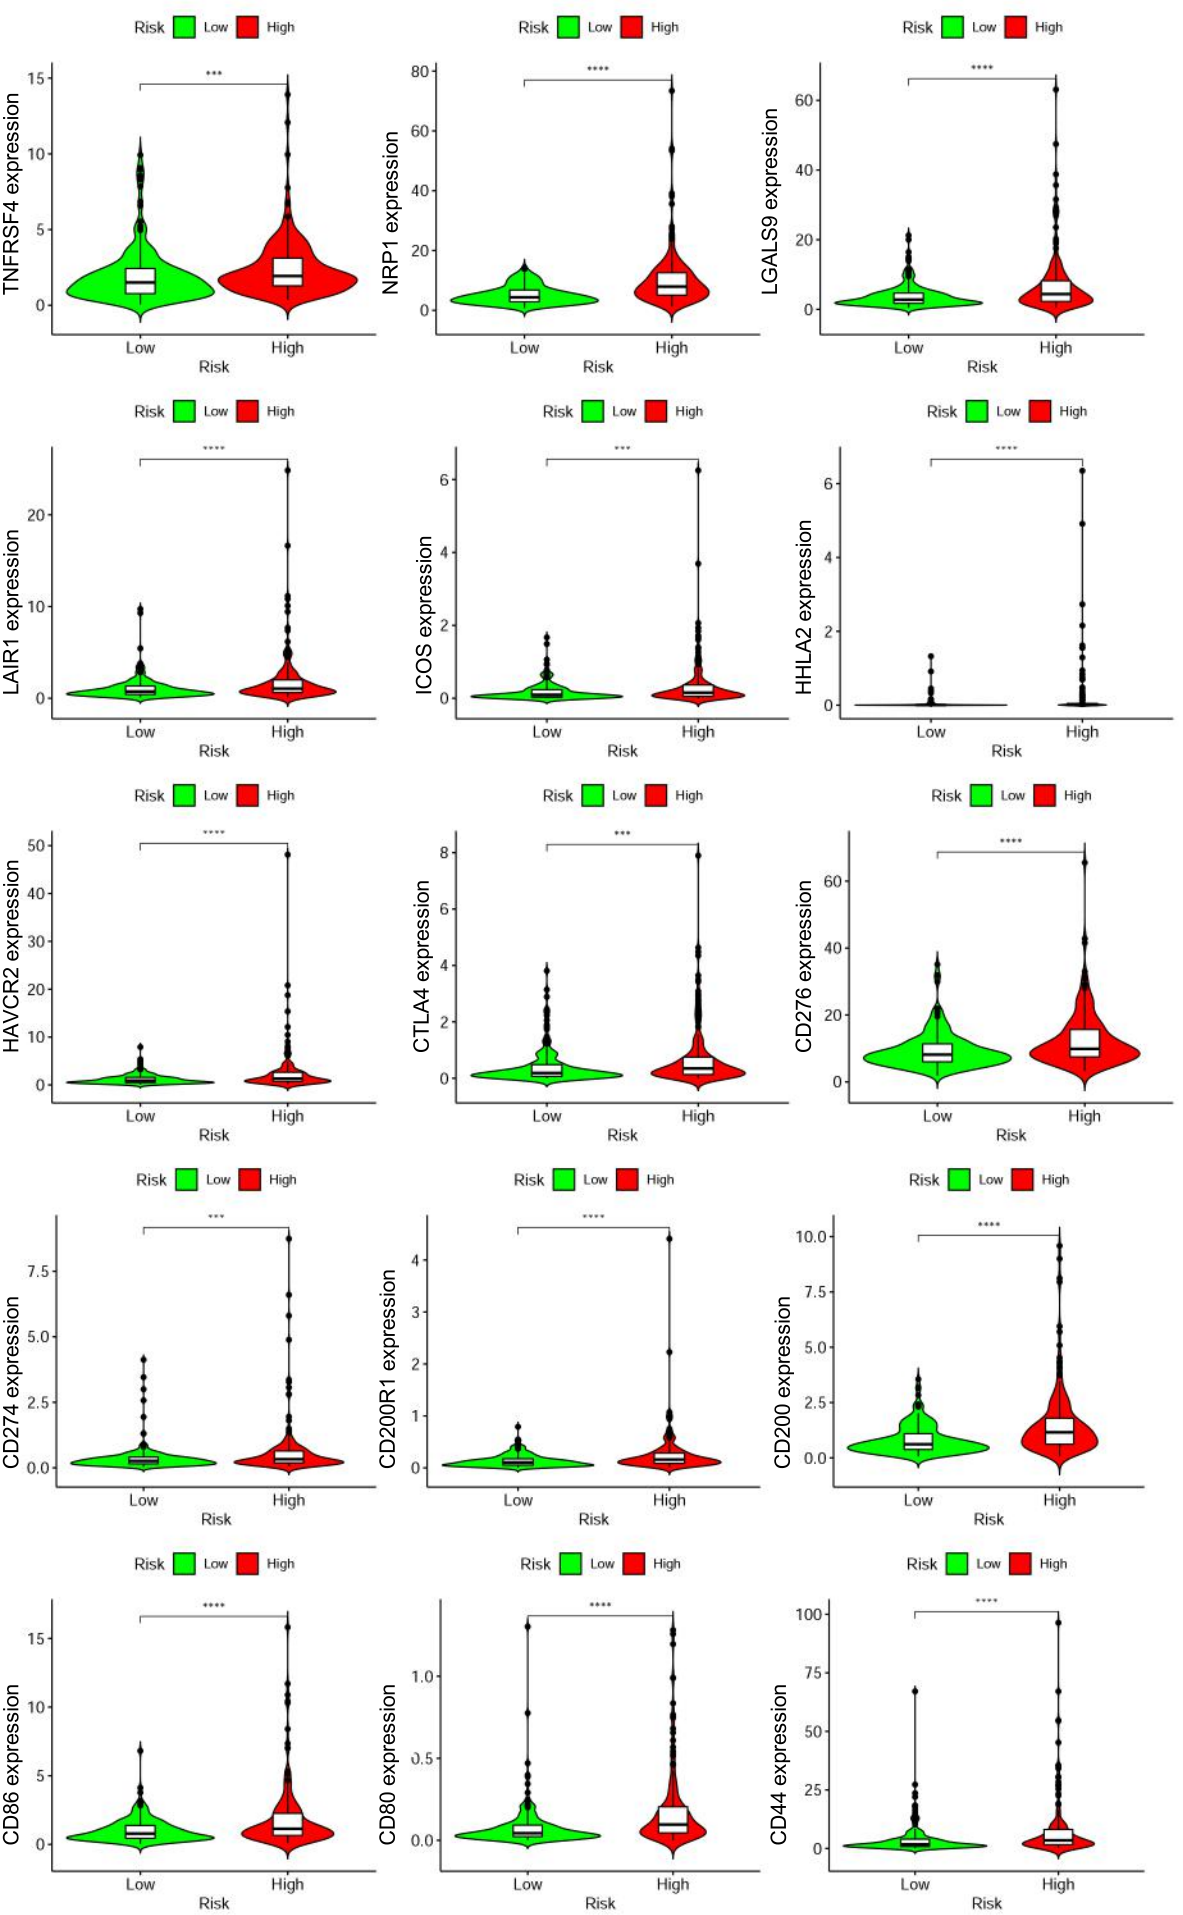 Risk Low High
TNFRSF4 expression
***
15
10
5
0
Low High
Risk
Risk Low High
NRP1 expression
****
80
60
40
20
0
Low High
Risk
Risk Low High
LGALS9 expression
****
60
40
20
0
Low High
Risk
Risk Low High
LAIR1 expression
****
20
10
0
Low High
Risk
Risk Low High
ICOS expression
***
6
4
2
0
Low High
Risk
Risk Low High
HHLA2 expression
****
6
4
2
0
Low High
Risk
Risk Low High
HAVCR2 expression
****
50
40
30
20
10
0
Low High
Risk
Risk Low High
CTLA4 expression
***
8
6
4
2
0
Low High
Risk
Risk Low High
CD276 expression
****
60
40
20
0
Low High
Risk
Risk Low High
CD274 expression
***
7.5
5.0
2.5
0.0
Low High
Risk
Risk Low High
CD200R1 expression
****
4
3
2
1
0
Low High
Risk
Risk Low High
CD200 expression
****
10.0
7.5
5.0
2.5
0.0
Low High
Risk
Risk Low High
CD86 expression
****
15
10
5
0
Low High
Risk
Risk Low High
CD80 expression
****
1.0
0.5
0.0
Low High
Risk
Risk Low High
CD44 expression
****
100
75
50
25
0
Low High
Risk